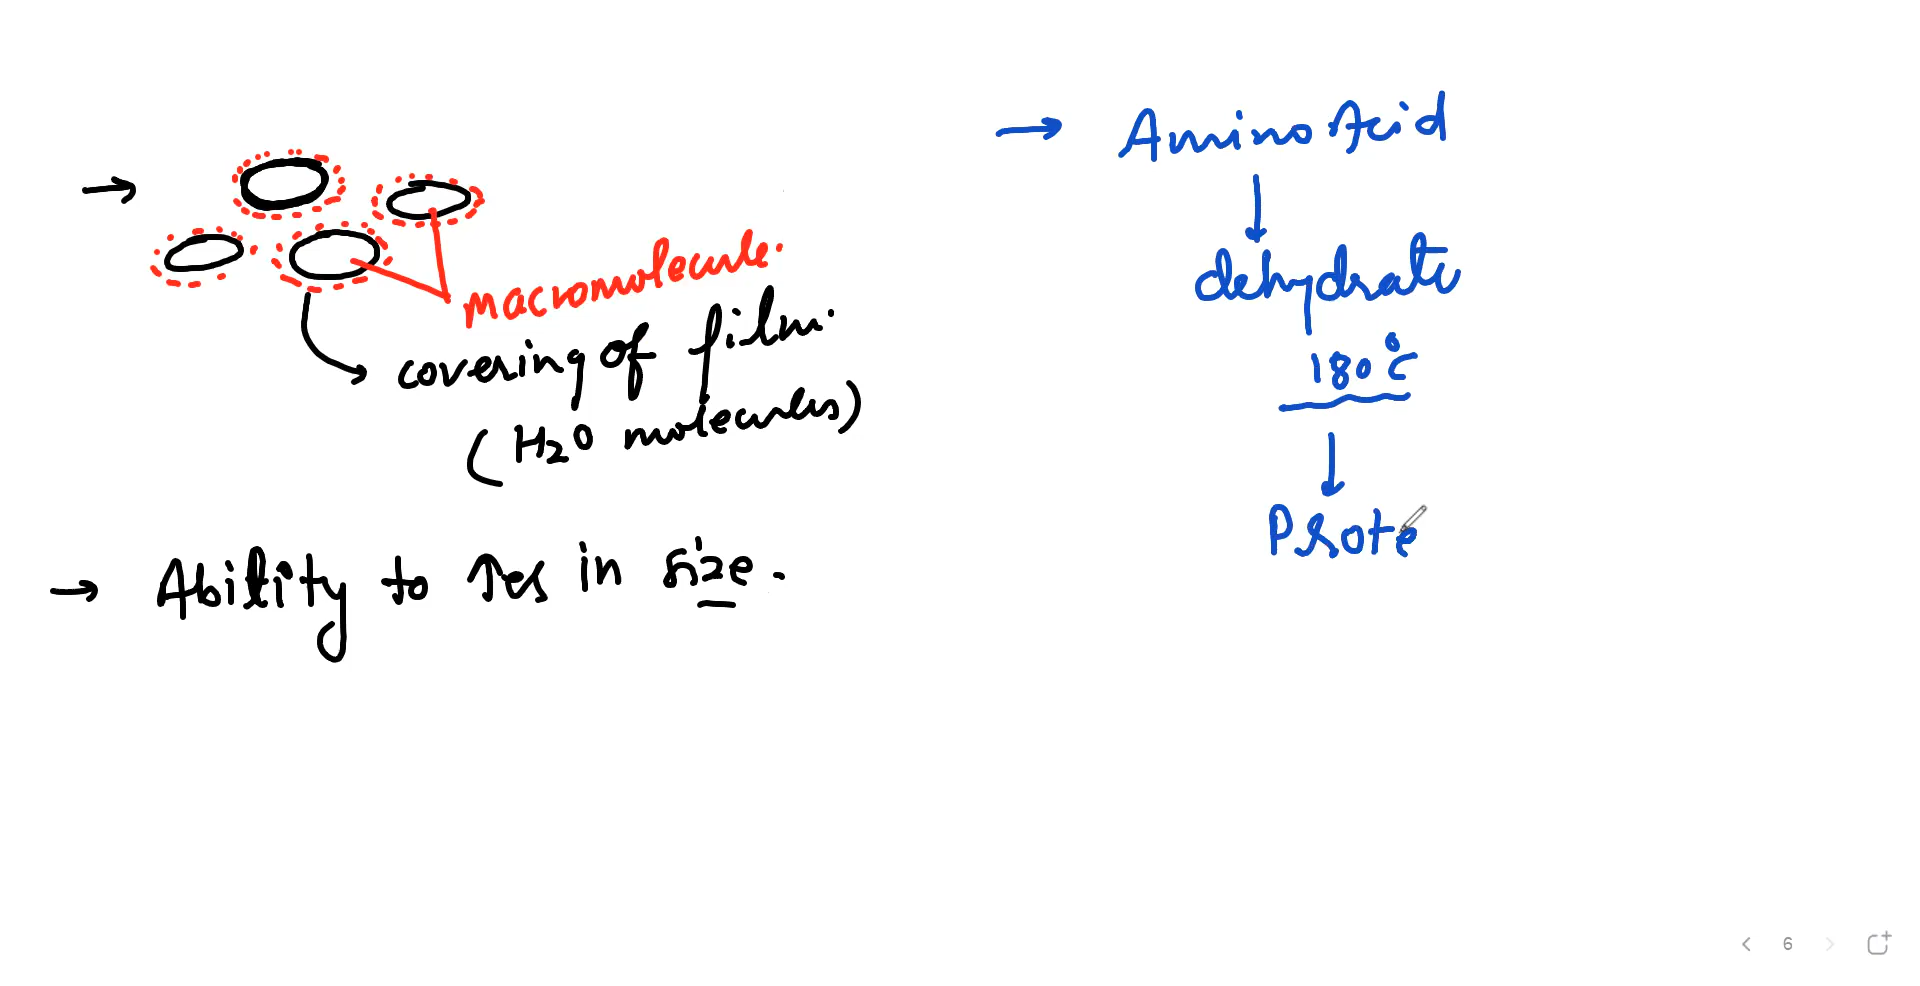 → macromolecule.
covering of film.
(H₂O molecules)
→ Ability to ↑es in size.
→ Amino Acid
dehydrate
180°C
Prote
6